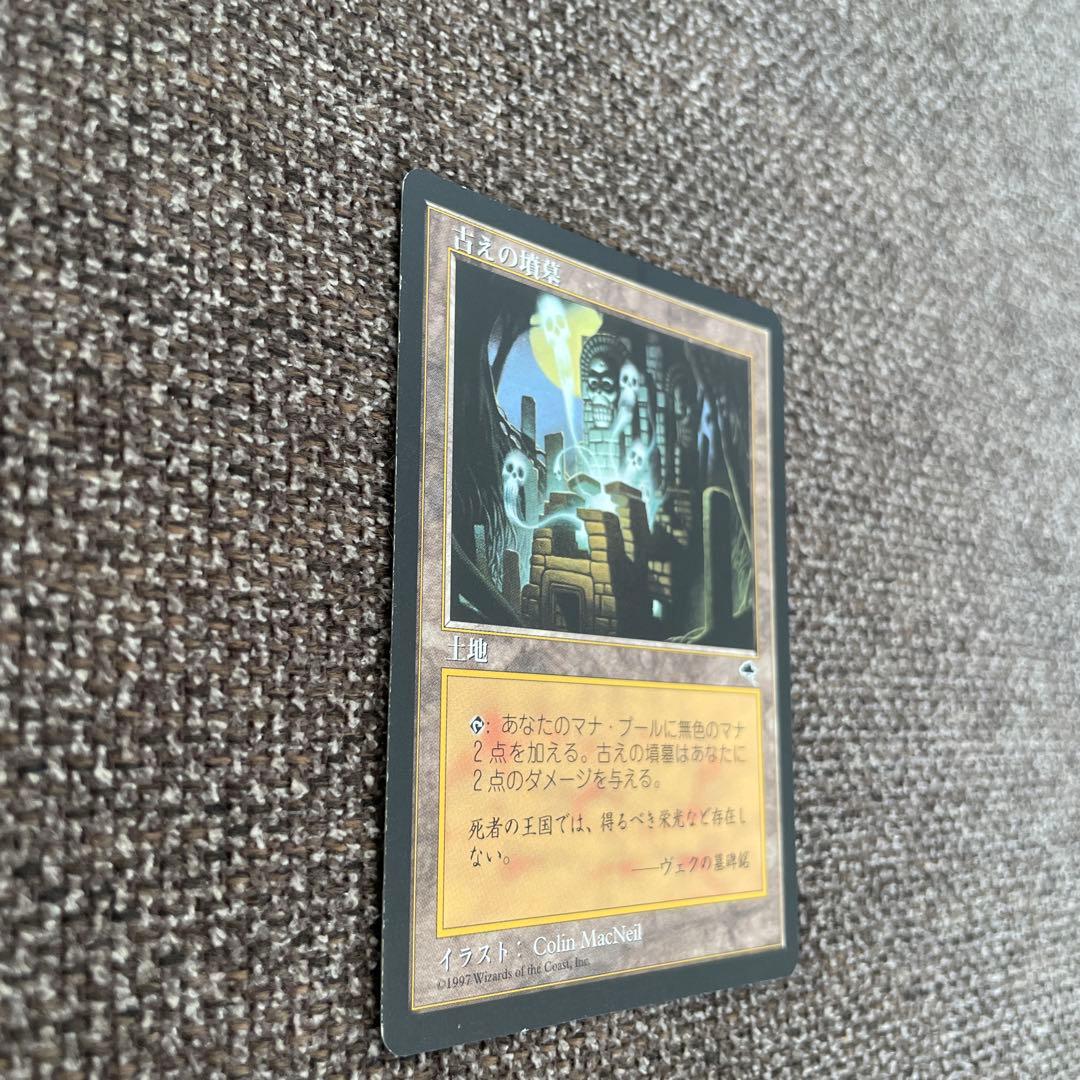 古えの墳墓
土地
: あなたのマナ・プールに無色のマナ
2点を加える。古えの墳墓はあなたに
2点のダメージを与える。
死者の王国では、得るべき栄光など存在し
ない。
――ヴェクの墓碑銘
イラスト：Colin MacNeil
©1997 Wizards of the Coast, Inc.